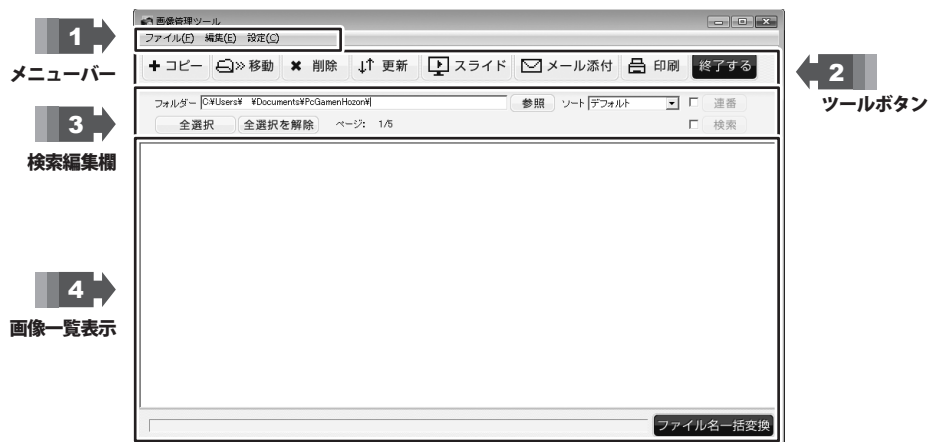 画像管理ツール
ファイル(F) 編集(E) 設定(C)
1
メニューバー
コピー 移動 削除 更新 スライド メール添付 印刷 終了する
2
ツールボタン
フォルダー C:¥Users¥ ¥Documents¥PcGamenHozon¥ 参照 ソート デフォルト 連番
全選択 全選択を解除 ページ: 1/5 検索
3
検索編集欄
4
画像一覧表示
ファイル名一括変換